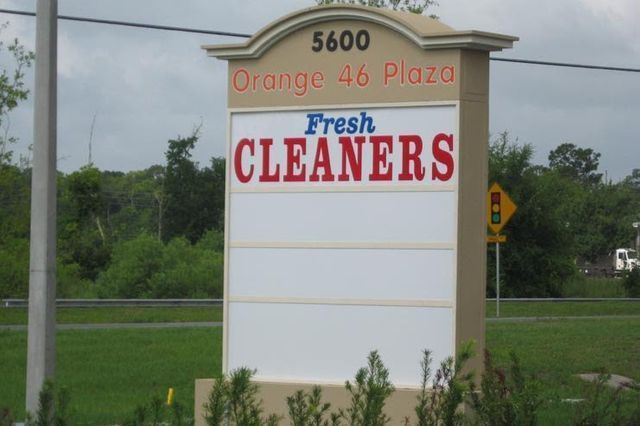 5600
Orange 46 Plaza
Fresh
CLEANERS